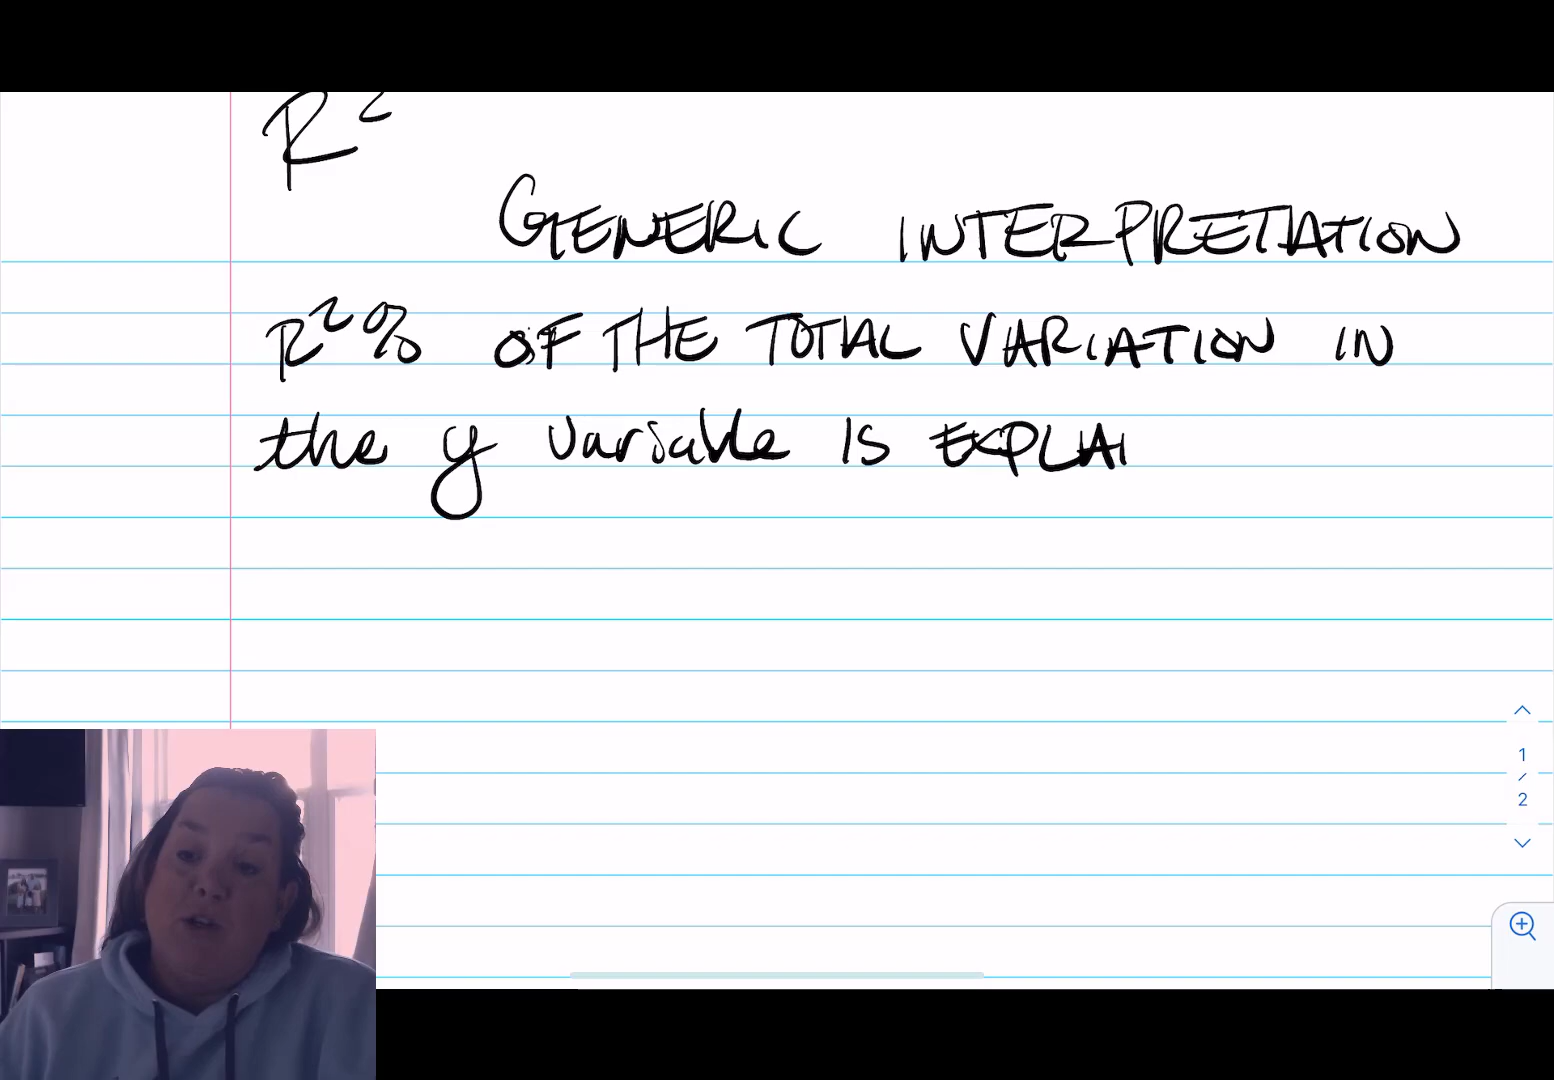 R²
GENERIC INTERPRETATION
R²% OF THE TOTAL VARIATION IN
the y variable IS EXPLAI
1
/
2